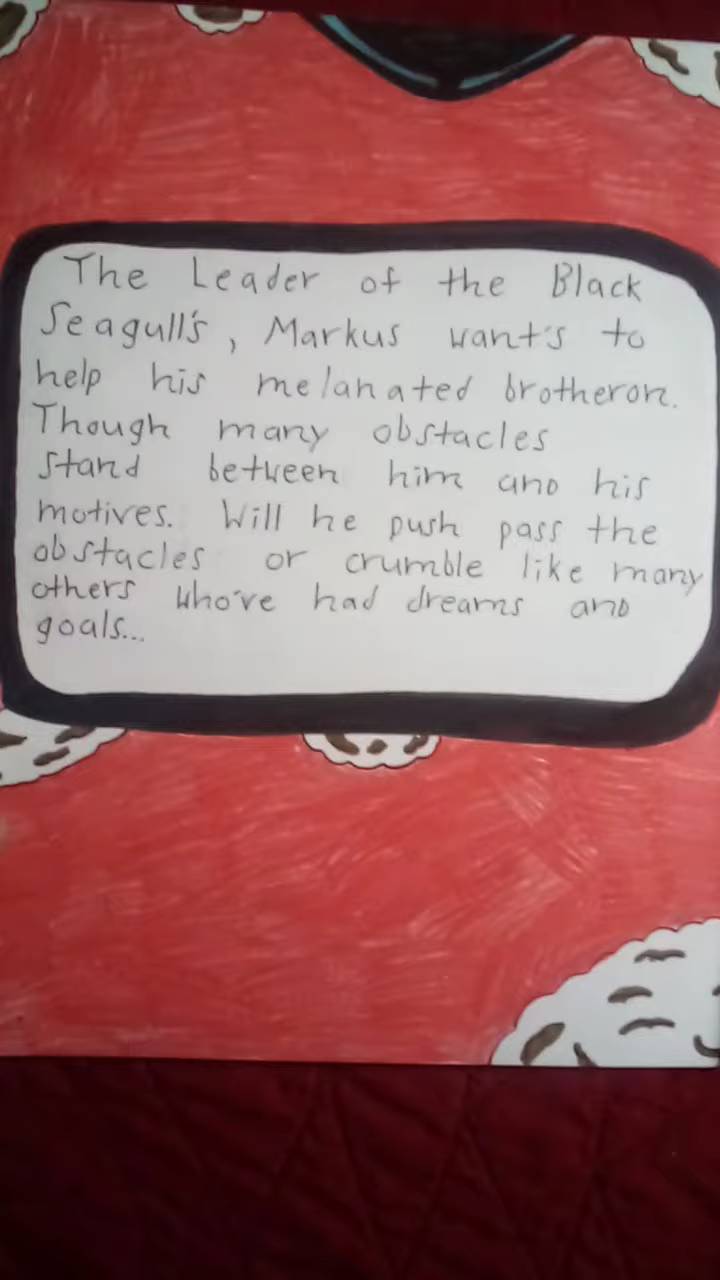 The Leader of the Black
Seagull's, Markus want's to
help his melanated brotheron.
Though many obstacles
stand between him and his
motives. Will he push pass the
obstacles or crumble like many
others who've had dreams and
goals...